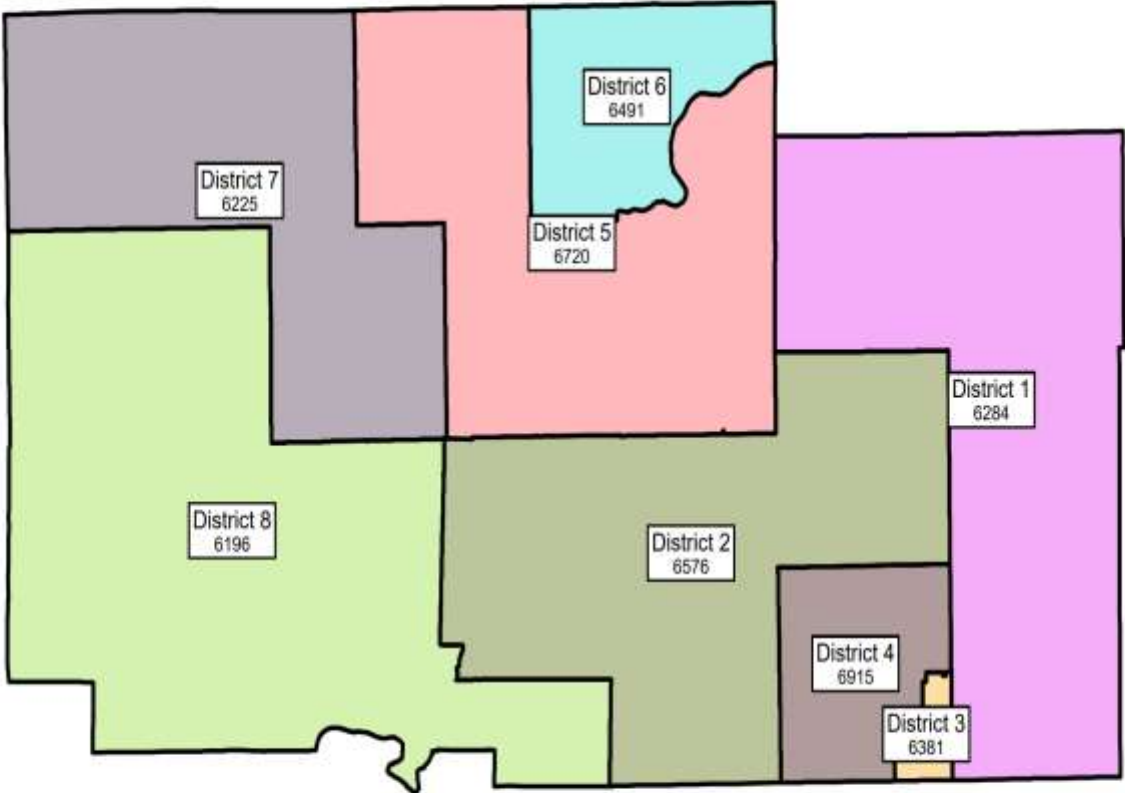 District 6
6491
District 7
6225
District 5
6720
District 1
6284
District 8
6196
District 2
6576
District 4
6915
District 3
6381